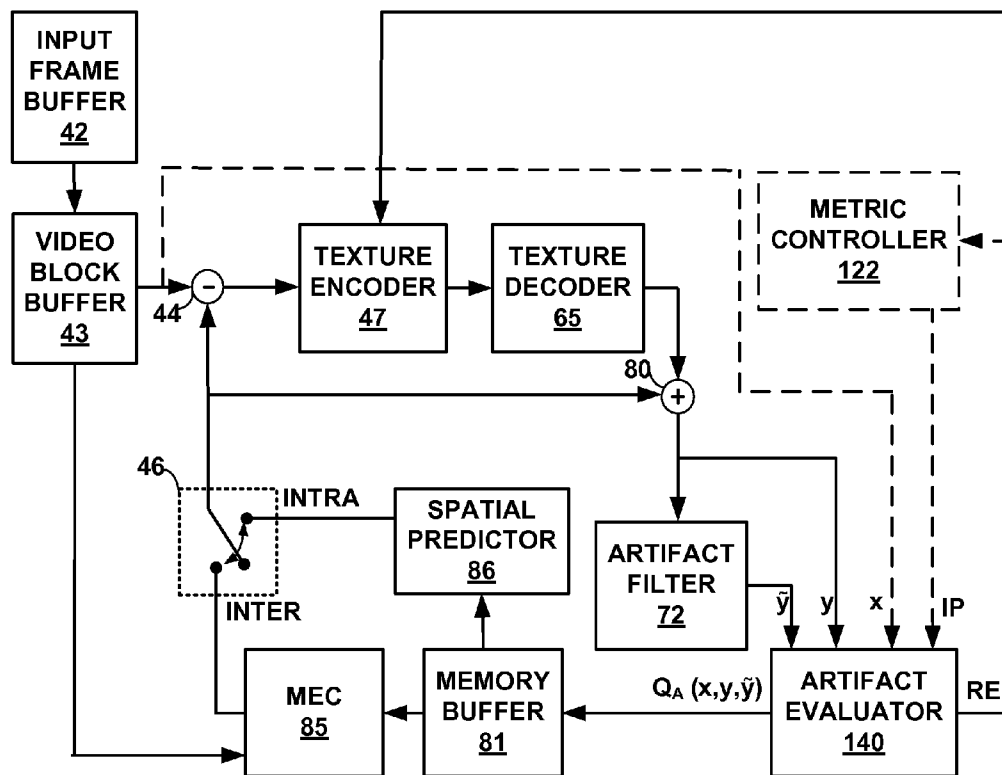 INPUT
FRAME
BUFFER
42
VIDEO
BLOCK
BUFFER
43
44
-
TEXTURE
ENCODER
47
TEXTURE
DECODER
65
METRIC
CONTROLLER
122
80
+
46
INTRA
INTER
SPATIAL
PREDICTOR
86
ARTIFACT
FILTER
72
ỹ
y
x
IP
MEC
85
MEMORY
BUFFER
81
Q_A (x,y,ỹ)
ARTIFACT
EVALUATOR
140
RE